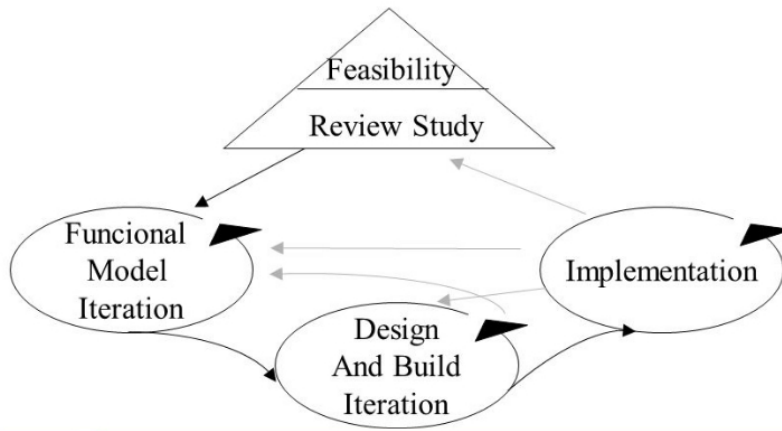 Feasibility
Review Study
Funcional
Model
Iteration
Implementation
Design
And Build
Iteration